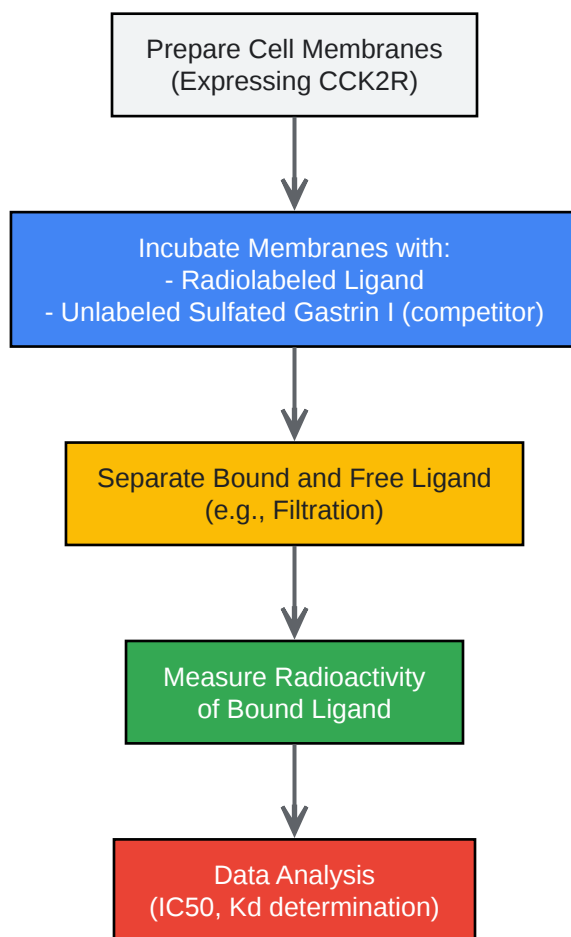 Prepare Cell Membranes
(Expressing CCK2R)
Incubate Membranes with:
- Radiolabeled Ligand
- Unlabeled Sulfated Gastrin I (competitor)
Separate Bound and Free Ligand
(e.g., Filtration)
Measure Radioactivity
of Bound Ligand
Data Analysis
(IC50, Kd determination)